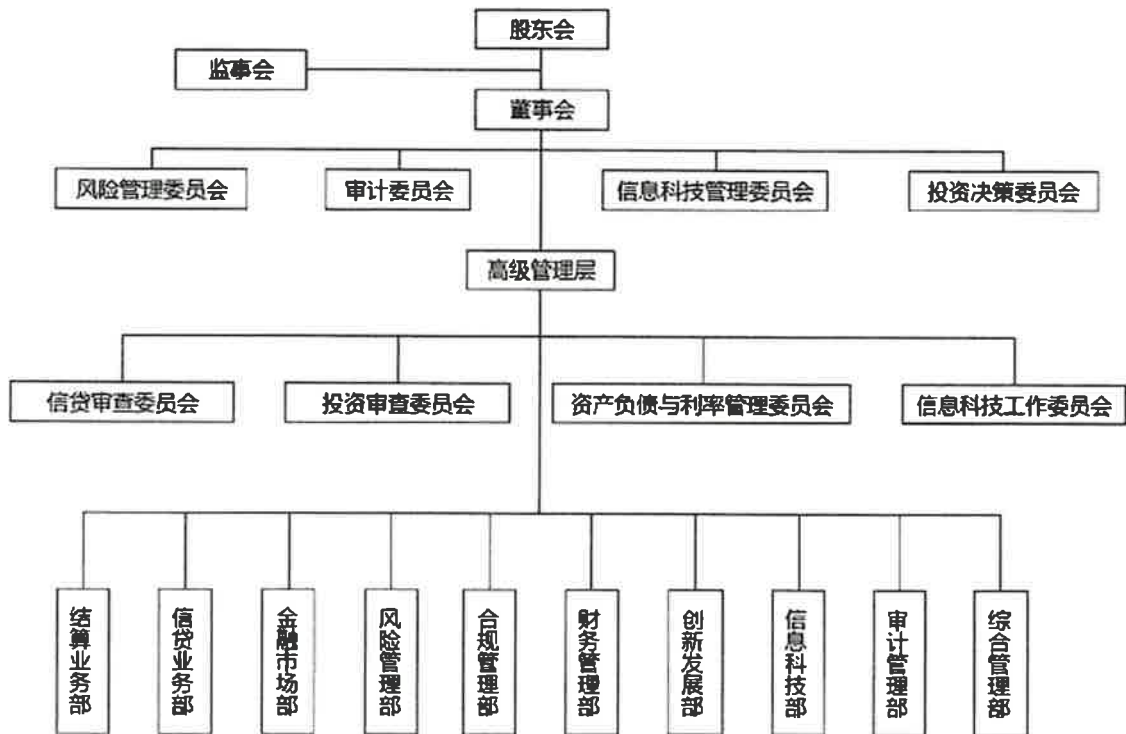 股东会
监事会
董事会
风险管理委员会
审计委员会
信息科技管理委员会
投资决策委员会
高级管理层
信贷审查委员会
投资审查委员会
资产负债与利率管理委员会
信息科技工作委员会
结算业务部
信贷业务部
金融市场部
风险管理部
合规管理部
财务管理部
创新发展部
信息科技部
审计管理部
综合管理部